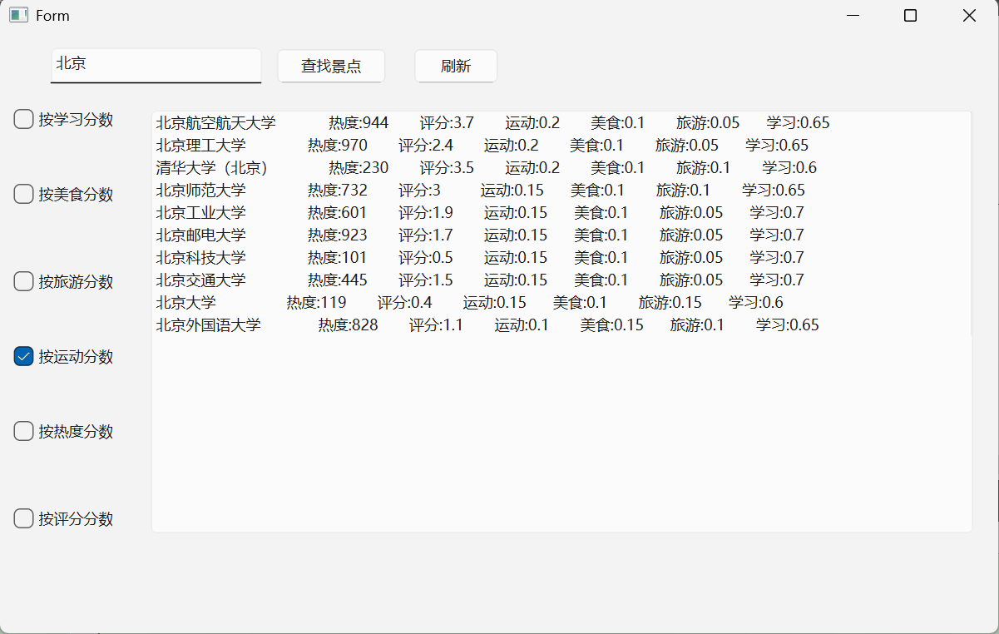 Form
北京 查找景点 刷新
按学习分数
按美食分数
按旅游分数
按运动分数
按热度分数
按评分分数
北京航空航天大学 热度:944 评分:3.7 运动:0.2 美食:0.1 旅游:0.05 学习:0.65
北京理工大学 热度:970 评分:2.4 运动:0.2 美食:0.1 旅游:0.05 学习:0.65
清华大学（北京） 热度:230 评分:3.5 运动:0.2 美食:0.1 旅游:0.1 学习:0.6
北京师范大学 热度:732 评分:3 运动:0.15 美食:0.1 旅游:0.1 学习:0.65
北京工业大学 热度:601 评分:1.9 运动:0.15 美食:0.1 旅游:0.05 学习:0.7
北京邮电大学 热度:923 评分:1.7 运动:0.15 美食:0.1 旅游:0.05 学习:0.7
北京科技大学 热度:101 评分:0.5 运动:0.15 美食:0.1 旅游:0.05 学习:0.7
北京交通大学 热度:445 评分:1.5 运动:0.15 美食:0.1 旅游:0.05 学习:0.7
北京大学 热度:119 评分:0.4 运动:0.15 美食:0.1 旅游:0.15 学习:0.6
北京外国语大学 热度:828 评分:1.1 运动:0.1 美食:0.15 旅游:0.1 学习:0.65